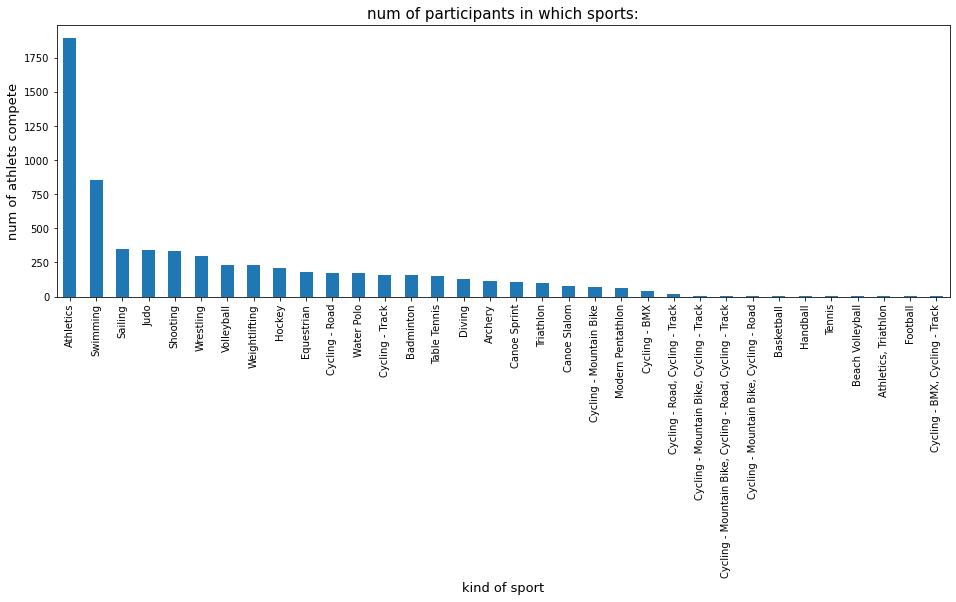 num of participants in which sports:
num of athlets compete
1750
1500
1250
1000
750
500
250
0
Athletics
Swimming
Sailing
Judo
Shooting
Wrestling
Volleyball
Weightlifting
Hockey
Equestrian
Cycling - Road
Water Polo
Cycling - Track
Badminton
Table Tennis
Diving
Archery
Canoe Sprint
Triathlon
Canoe Slalom
Cycling - Mountain Bike
Modern Pentathlon
Cycling - BMX
Cycling - Road, Cycling - Track
Cycling - Mountain Bike, Cycling - Track
Cycling - Mountain Bike, Cycling - Road, Cycling - Track
Cycling - Mountain Bike, Cycling - Road
Basketball
Handball
Tennis
Beach Volleyball
Athletics, Triathlon
Football
Cycling - BMX, Cycling - Track
kind of sport